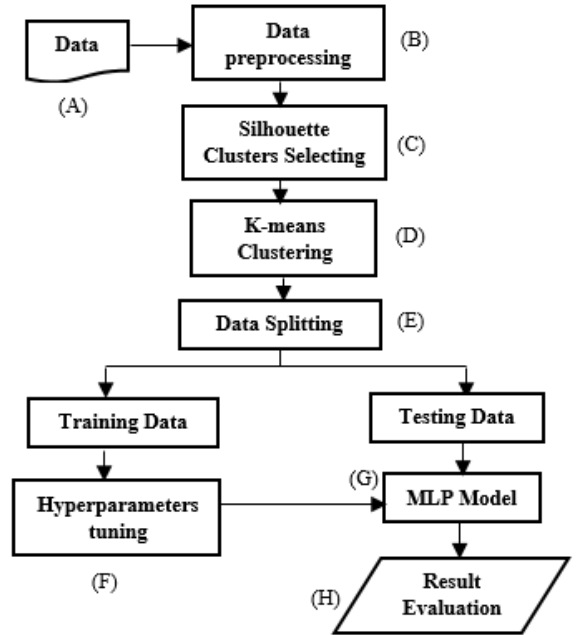 Data
(A)
Data
preprocessing
(B)
Silhouette
Clusters Selecting
(C)
K-means
Clustering
(D)
Data Splitting
(E)
Training Data
Testing Data
Hyperparameters
tuning
(F)
(G)
MLP Model
(H)
Result
Evaluation